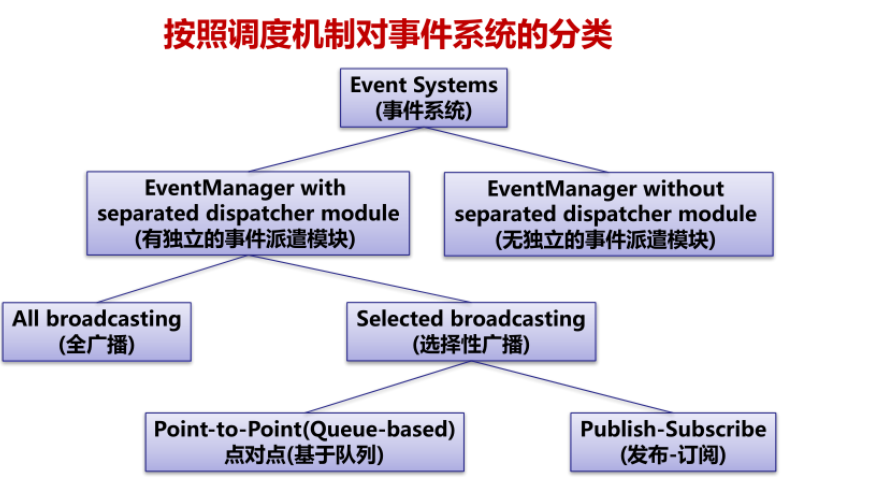 按照调度机制对事件系统的分类
Event Systems
(事件系统)
EventManager with
separated dispatcher module
(有独立的事件派遣模块)
EventManager without
separated dispatcher module
(无独立的事件派遣模块)
All broadcasting
(全广播)
Selected broadcasting
(选择性广播)
Point-to-Point(Queue-based)
点对点(基于队列)
Publish-Subscribe
(发布-订阅)